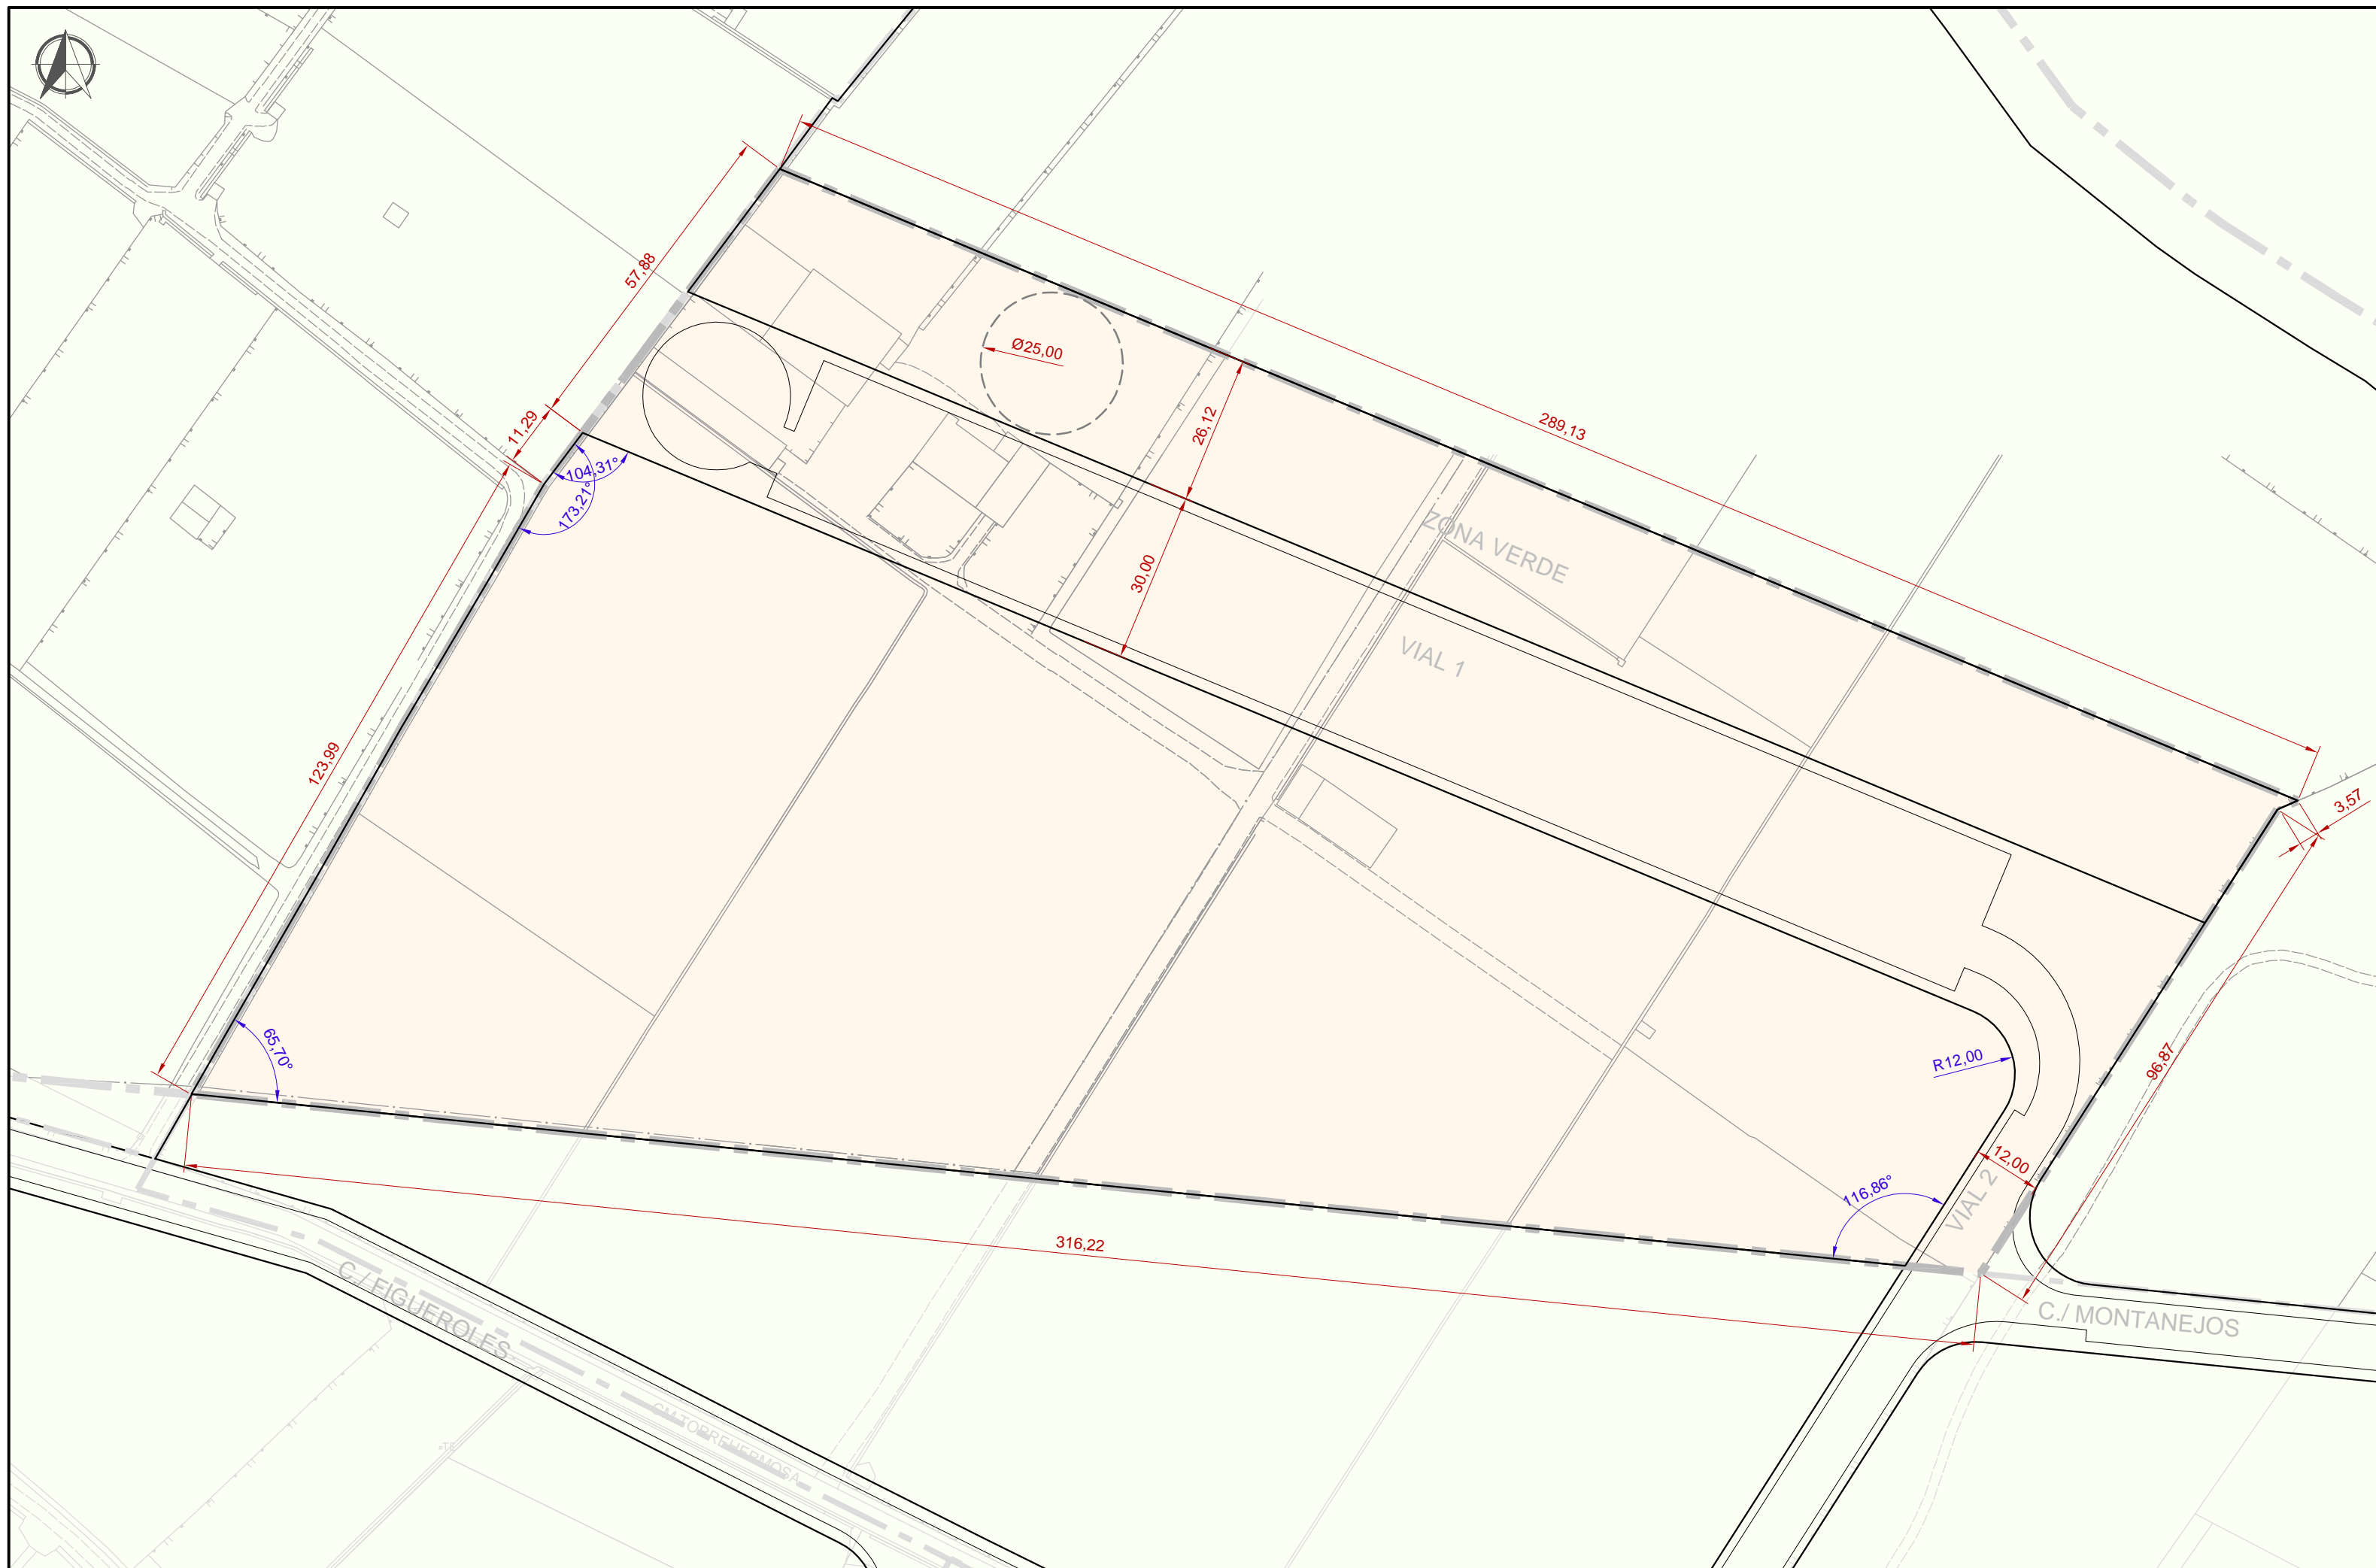 57,88
289,13
Ø25,00
11,29
26,12
104,31°
173,21°
ZONA VERDE
30,00
VIAL 1
123,99
3,57
65,70°
R12,00
96,87
12,00
116,86°
VIAL 2
316,22
C./ FIGUEROLES
C./ MONTANEJOS
CM.TORREHERMOSA